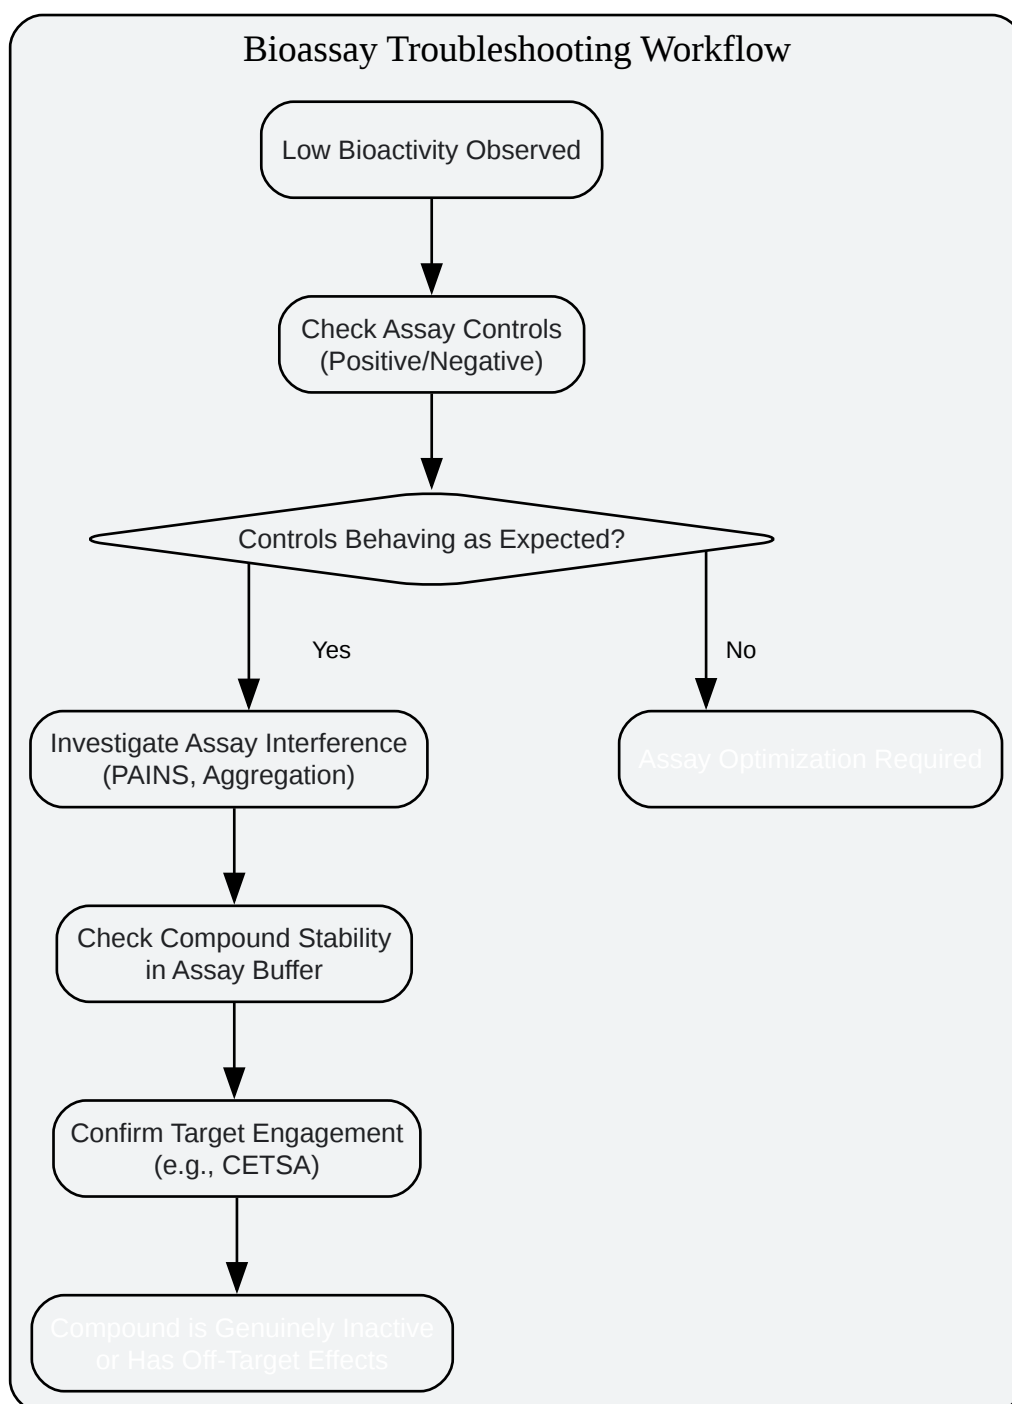 Bioassay Troubleshooting Workflow
Low Bioactivity Observed
Check Assay Controls
(Positive/Negative)
Controls Behaving as Expected?
Yes
No
Investigate Assay Interference
(PAINS, Aggregation)
Assay Optimization Required
Check Compound Stability
in Assay Buffer
Confirm Target Engagement
(e.g., CETSA)
Compound is Genuinely Inactive
or Has Off-Target Effects